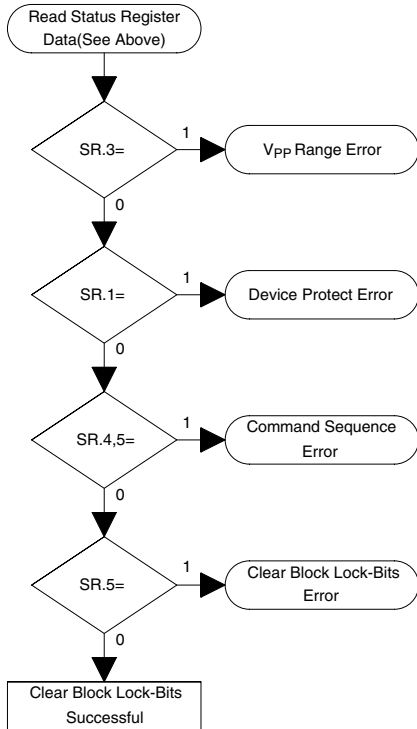 Read Status Register
Data(See Above)
SR.3=
1
VPP Range Error
0
SR.1=
1
Device Protect Error
0
SR.4,5=
1
Command Sequence
Error
0
SR.5=
1
Clear Block Lock-Bits
Error
0
Clear Block Lock-Bits
Successful